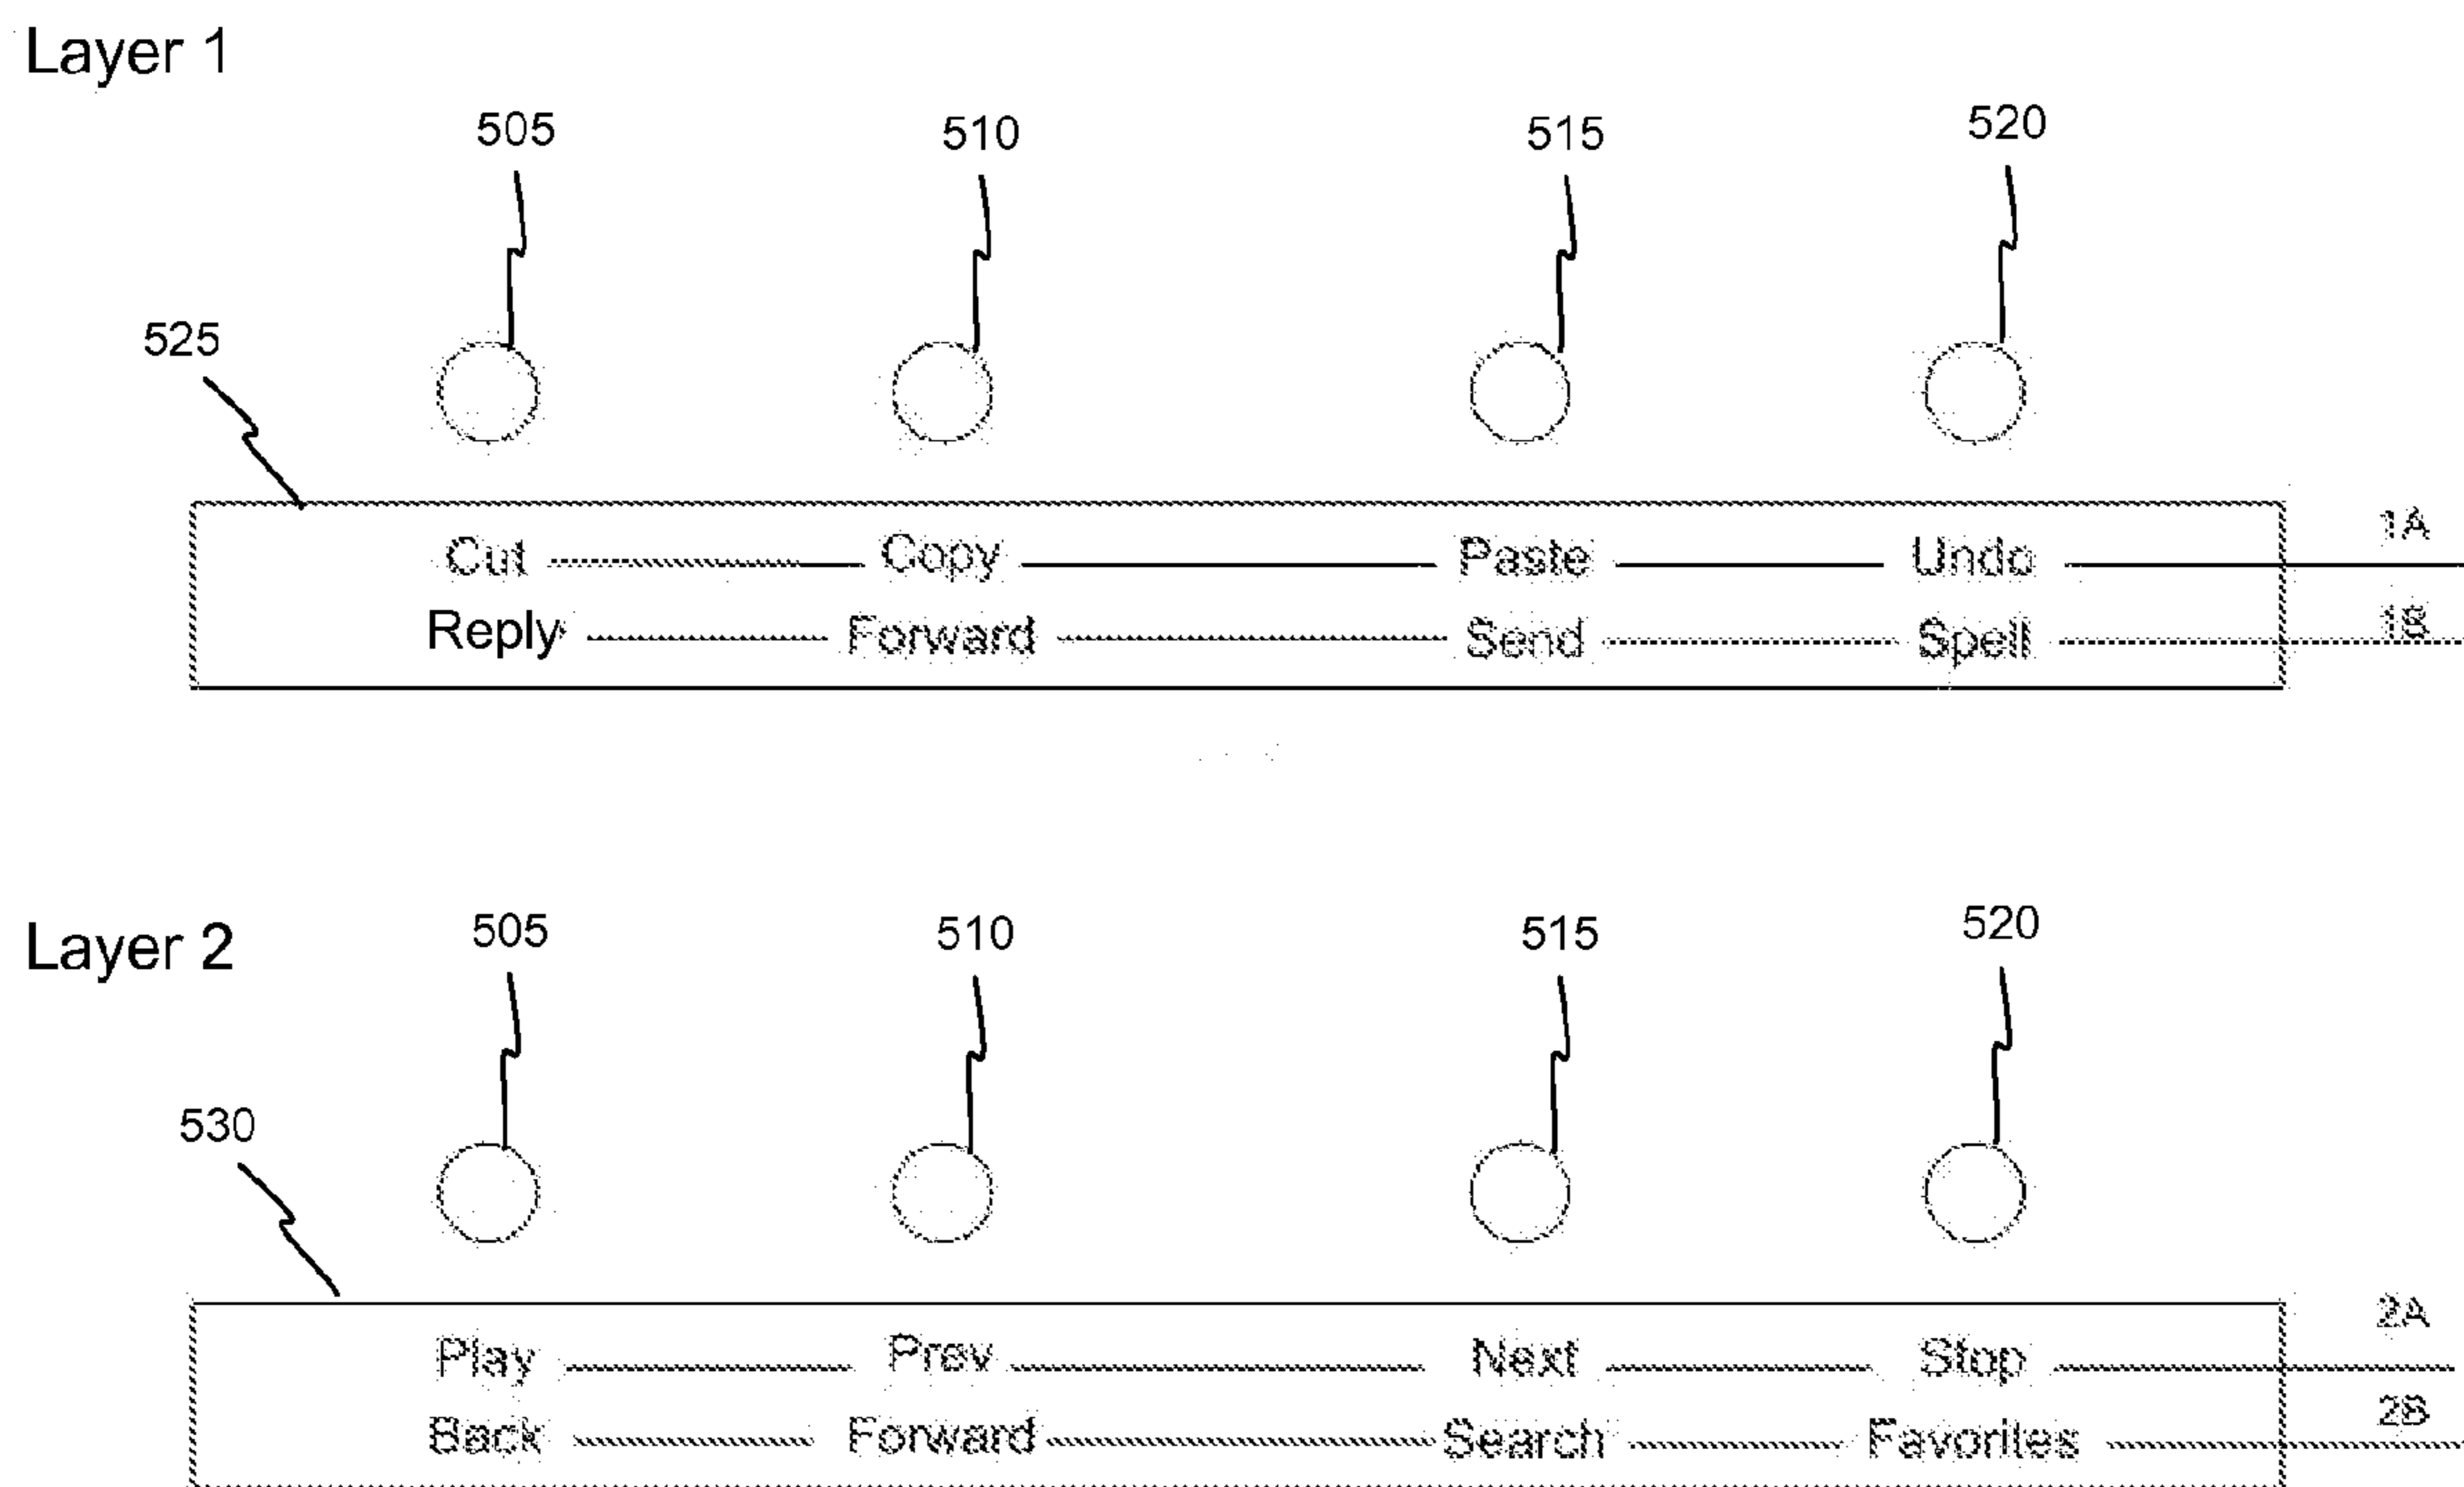 Layer 1
505 510 515 520
525
Cut Copy Paste Undo 1A
Reply Forward Send Spell 1B
Layer 2
505 510 515 520
530
Play Prev Next Stop 2A
Back Forward Search Favorites 2B